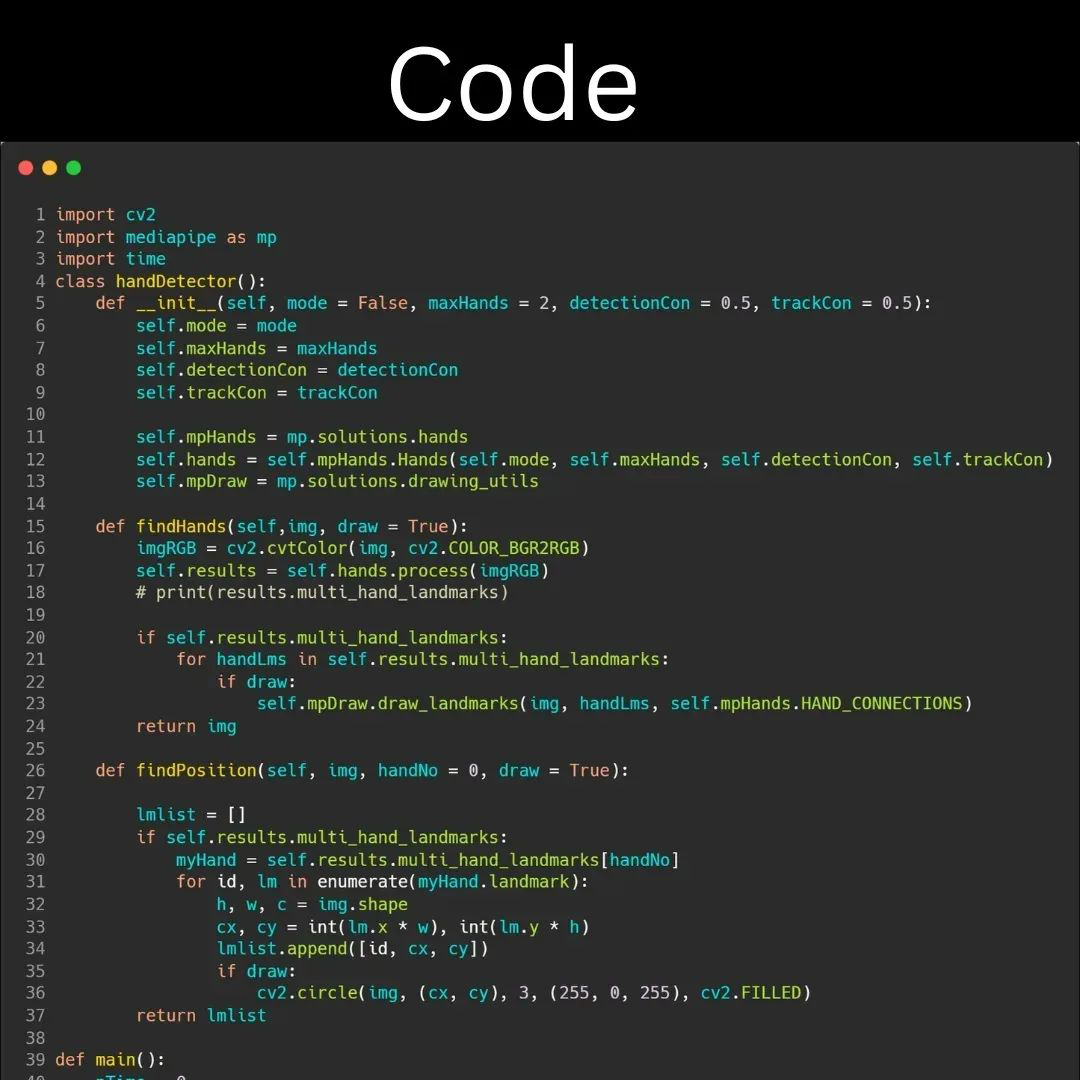 Code
1 import cv2
2 import mediapipe as mp
3 import time
4 class handDetector():
5     def __init__(self, mode = False, maxHands = 2, detectionCon = 0.5, trackCon = 0.5):
6         self.mode = mode
7         self.maxHands = maxHands
8         self.detectionCon = detectionCon
9         self.trackCon = trackCon
10
11         self.mpHands = mp.solutions.hands
12         self.hands = self.mpHands.Hands(self.mode, self.maxHands, self.detectionCon, self.trackCon)
13         self.mpDraw = mp.solutions.drawing_utils
14
15     def findHands(self,img, draw = True):
16         imgRGB = cv2.cvtColor(img, cv2.COLOR_BGR2RGB)
17         self.results = self.hands.process(imgRGB)
18         # print(results.multi_hand_landmarks)
19
20         if self.results.multi_hand_landmarks:
21             for handLms in self.results.multi_hand_landmarks:
22                 if draw:
23                     self.mpDraw.draw_landmarks(img, handLms, self.mpHands.HAND_CONNECTIONS)
24         return img
25
26     def findPosition(self, img, handNo = 0, draw = True):
27
28         lmlist = []
29         if self.results.multi_hand_landmarks:
30             myHand = self.results.multi_hand_landmarks[handNo]
31             for id, lm in enumerate(myHand.landmark):
32                 h, w, c = img.shape
33                 cx, cy = int(lm.x * w), int(lm.y * h)
34                 lmlist.append([id, cx, cy])
35                 if draw:
36                     cv2.circle(img, (cx, cy), 3, (255, 0, 255), cv2.FILLED)
37         return lmlist
38
39 def main():